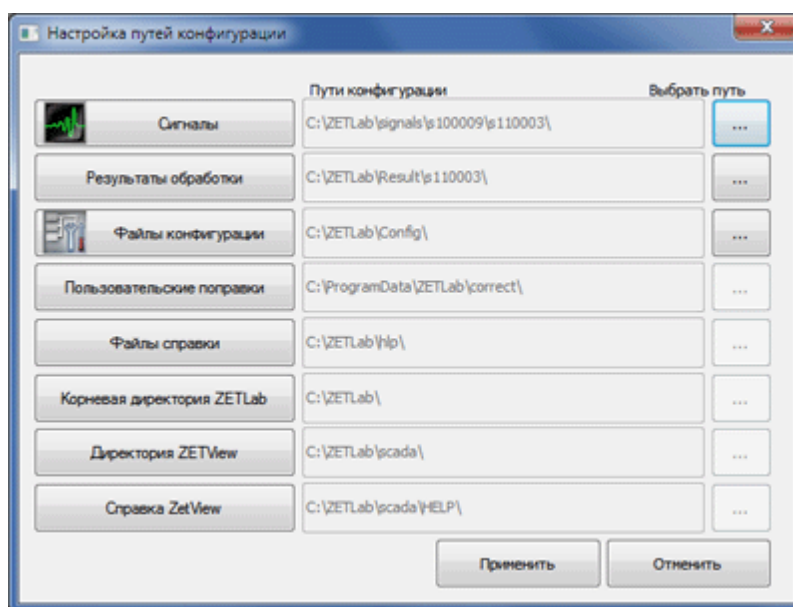 Настройка путей конфигурации
Пути конфигурации Выбрать путь
Сигналы C:\ZETLab\signals\s100009\s110003\ ...
Результаты обработки C:\ZETLab\Result\s110003\ ...
Файлы конфигурации C:\ZETLab\Config\ ...
Пользовательские поправки C:\ProgramData\ZETLab\correct\ ...
Файлы справки C:\ZETLab\hlp\ ...
Корневая директория ZETLab C:\ZETLab\ ...
Директория ZETView C:\ZETLab\scada\ ...
Справка ZetView C:\ZETLab\scada\HELP\ ...
Применить Отменить